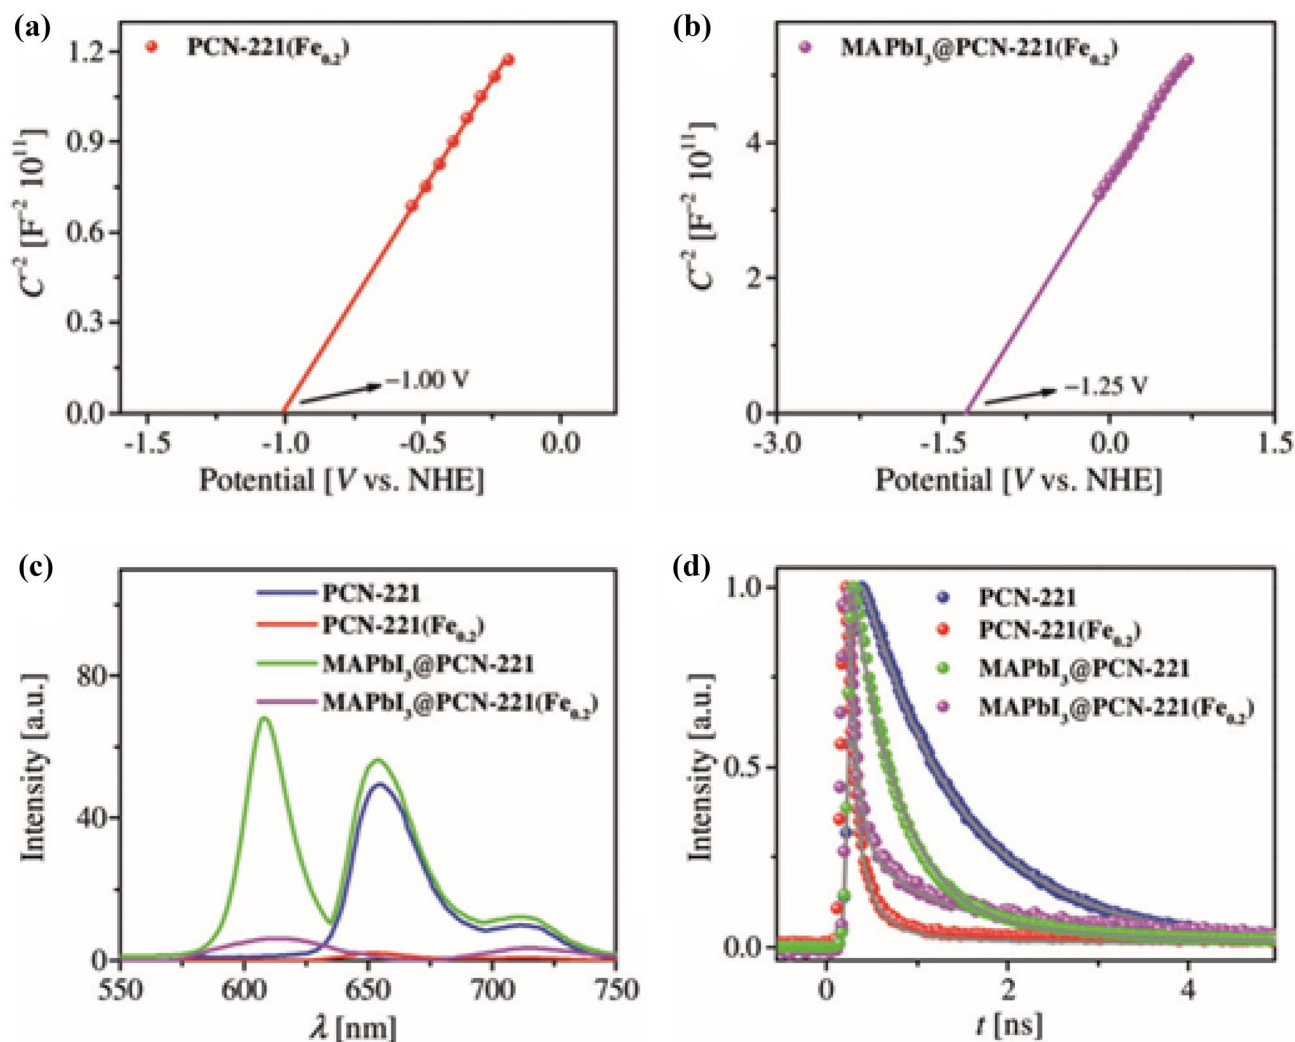 (a)
PCN-221(Fe0.2)
1.2
0.9
0.6
0.3
0.0
C−2 [F−2 1011]
−1.00 V
-1.5
-1.0
-0.5
0.0
Potential [V vs. NHE]
(b)
MAPbI3@PCN-221(Fe0.2)
4
2
0
C−2 [F−2 1011]
−1.25 V
-3.0
-1.5
0.0
1.5
Potential [V vs. NHE]
(c)
PCN-221
PCN-221(Fe0.2)
MAPbI3@PCN-221
MAPbI3@PCN-221(Fe0.2)
80
40
0
Intensity [a.u.]
550
600
650
700
750
λ [nm]
(d)
PCN-221
PCN-221(Fe0.2)
MAPbI3@PCN-221
MAPbI3@PCN-221(Fe0.2)
1.0
0.5
0.0
Intensity [a.u.]
0
2
4
t [ns]